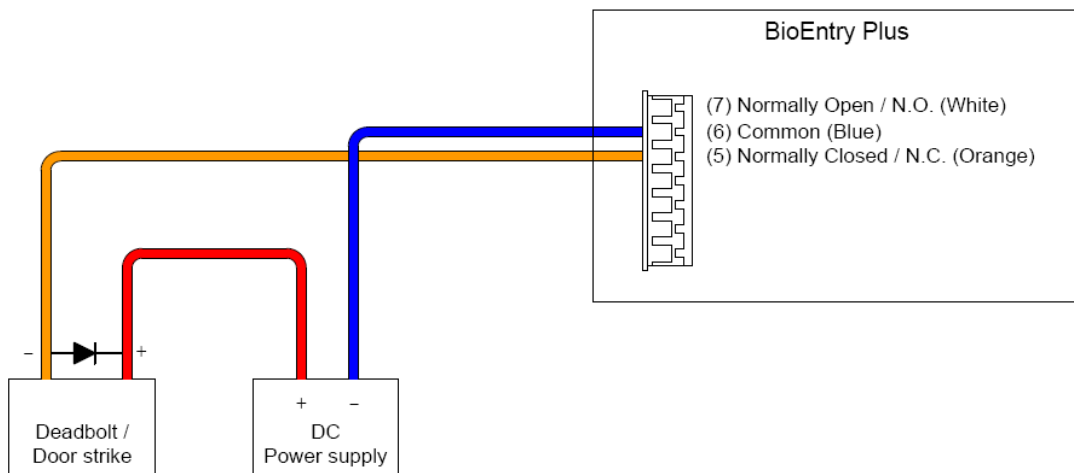 BioEntry Plus
(7) Normally Open / N.O. (White)
(6) Common (Blue)
(5) Normally Closed / N.C. (Orange)
– +
Deadbolt /
Door strike
+ –
DC
Power supply